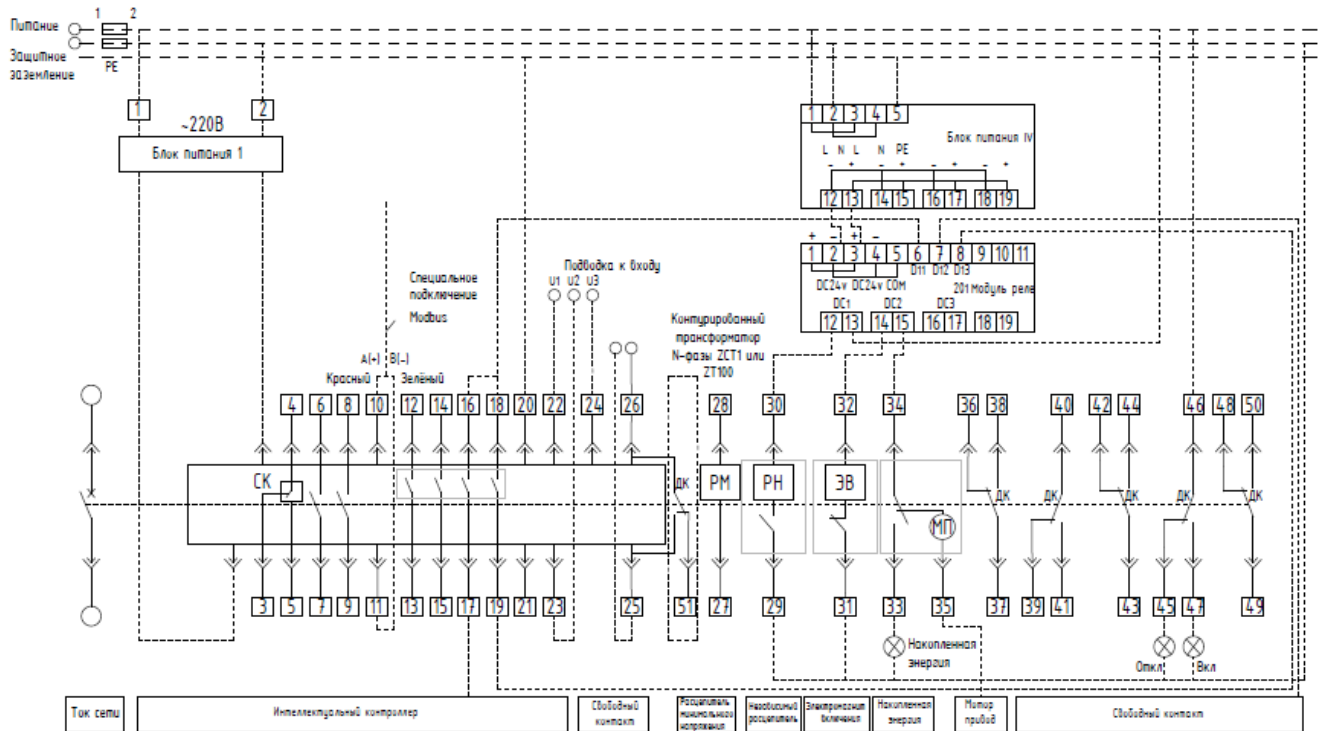 Питание
1 2
Защитное
заземление
PE
1 2
~220В
Блок питания 1
1 2 3 4 5
Блок питания IV
L N L N PE
- + - + - + - +
12 13 14 15 16 17 18 19
+ - + -
1 2 3 4 5 6 7 8 9 10 11
D11 D12 D13
DC24v DC24v COM
201 Модуль реле
DC1 DC2 DC3
12 13 14 15 16 17 18 19
Специальное
подключение
Modbus
Подводка к входу
U1 U2 U3
Контурированный
трансформатор
N-фазы ZCT1 или
ZT100
A(+) B(-)
Красный Зелёный
4 6 8 10 12 14 16 18 20 22 24 26 28 30 32 34 36 38 40 42 44 46 48 50
СК
ДК
РМ
РН
ЭВ
МП
ДК
ДК
ДК
ДК
ДК
3 5 7 9 11 13 15 17 19 21 23 25 51 27 29 31 33 35 37 39 41 43 45 47 49
Накопленная
энергия
Откл
Вкл
Ток сети
Интеллектуальный контроллер
Свободный
контакт
Расцепитель
минимального
напряжения
Независимый
расцепитель
Электромагнит
включения
Накопленная
энергия
Мотор
привод
Свободный контакт